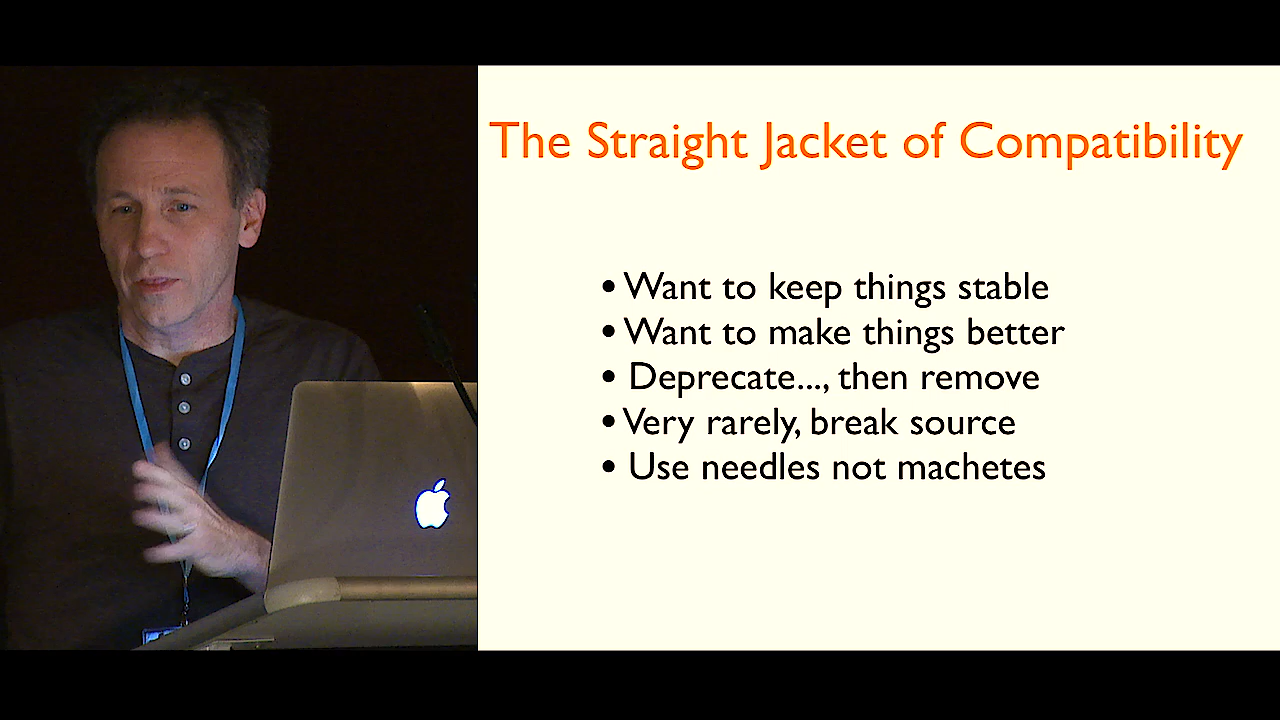 The Straight Jacket of Compatibility
• Want to keep things stable
• Want to make things better
• Deprecate..., then remove
• Very rarely, break source
• Use needles not machetes